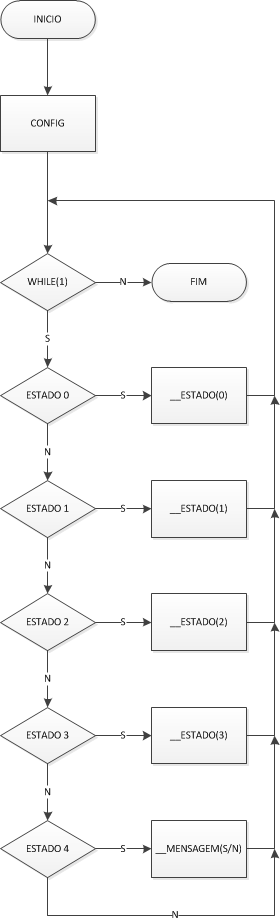 INICIO
CONFIG
WHILE(1)
N
FIM
S
ESTADO 0
S
__ESTADO(0)
N
ESTADO 1
S
__ESTADO(1)
N
ESTADO 2
S
__ESTADO(2)
N
ESTADO 3
S
__ESTADO(3)
N
ESTADO 4
S
__MENSAGEM(S/N)
N